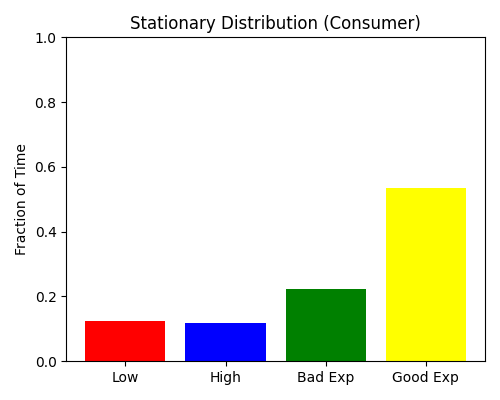 Stationary Distribution (Consumer)
1.0
0.8
0.6
0.4
0.2
0.0
Fraction of Time
Low High Bad Exp Good Exp